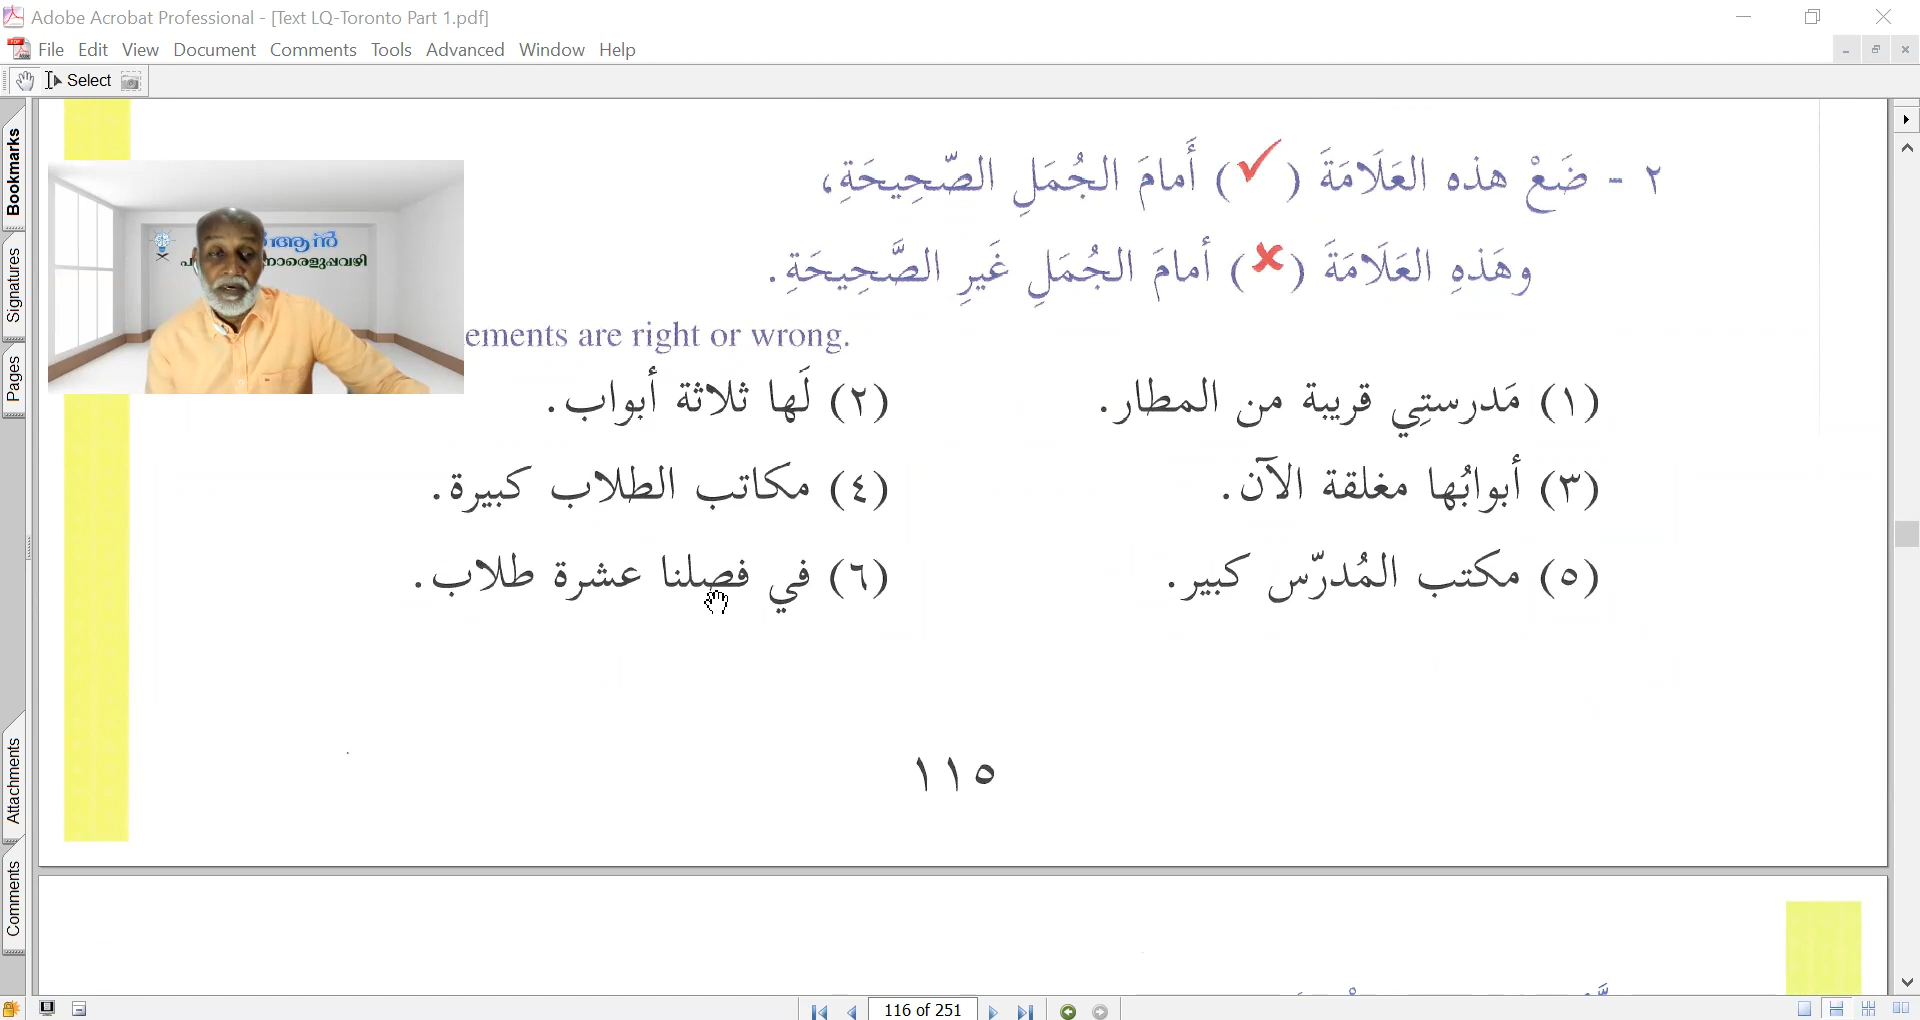 Adobe Acrobat Professional - [Text LQ-Toronto Part 1.pdf]
File Edit View Document Comments Tools Advanced Window Help
Select
Bookmarks
Signatures
Pages
Attachments
Comments
٢ - ضَعْ هذه العَلَامَةَ (✓) أَمامَ الجُمَلِ الصّحِيحَةِ،
وهَذهِ العَلَامَةَ (✗) أمامَ الجُمَلِ غَيرِ الصَّحِيحَةِ.
ements are right or wrong.
(١) مَدرستِي قريبة من المطار. (٢) لَها ثلاثة أبواب.
(٣) أبوابُها مغلقة الآن. (٤) مكاتب الطلاب كبيرة.
(٥) مكتب المُدرّس كبير. (٦) في فصلنا عشرة طلاب.
١١٥
116 of 251